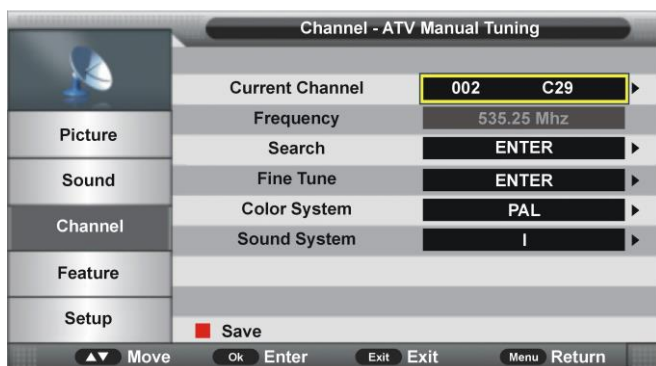 Channel - ATV Manual Tuning
Picture
Sound
Channel
Feature
Setup
Current Channel 002 C29
Frequency 535.25 Mhz
Search ENTER
Fine Tune ENTER
Color System PAL
Sound System I
Save
Move Ok Enter Exit Exit Menu Return